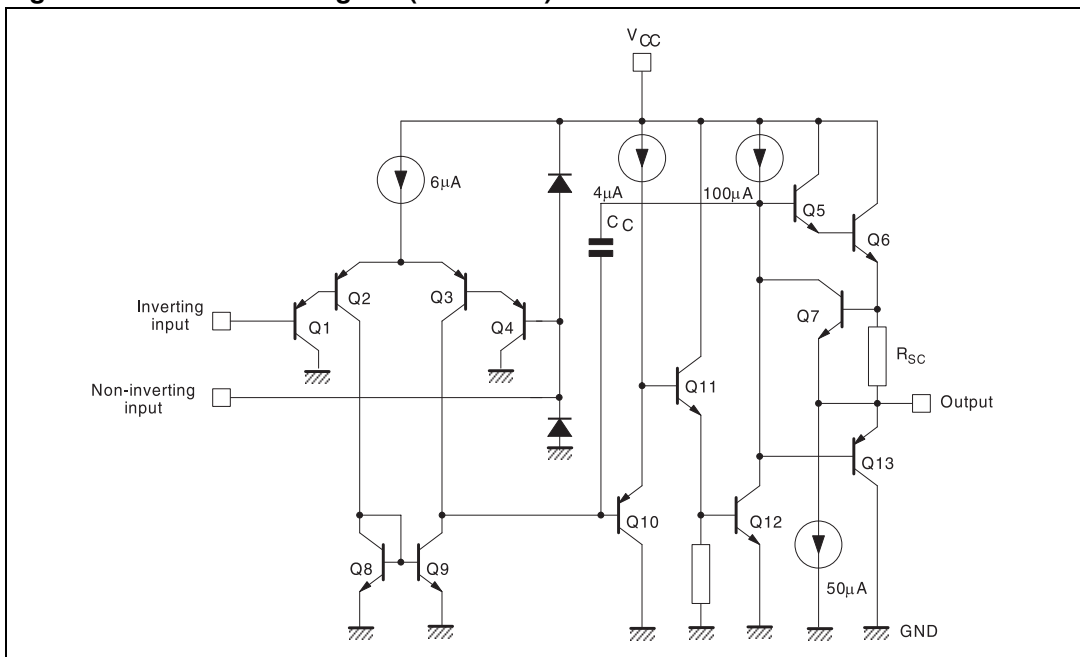 V CC
6µA
4µA
100µA
C C
Q5
Q6
Q2
Q3
Inverting
input
Q1
Q4
Q7
R SC
Non-inverting
input
Q11
Output
Q13
Q10
Q12
Q8
Q9
50µA
GND